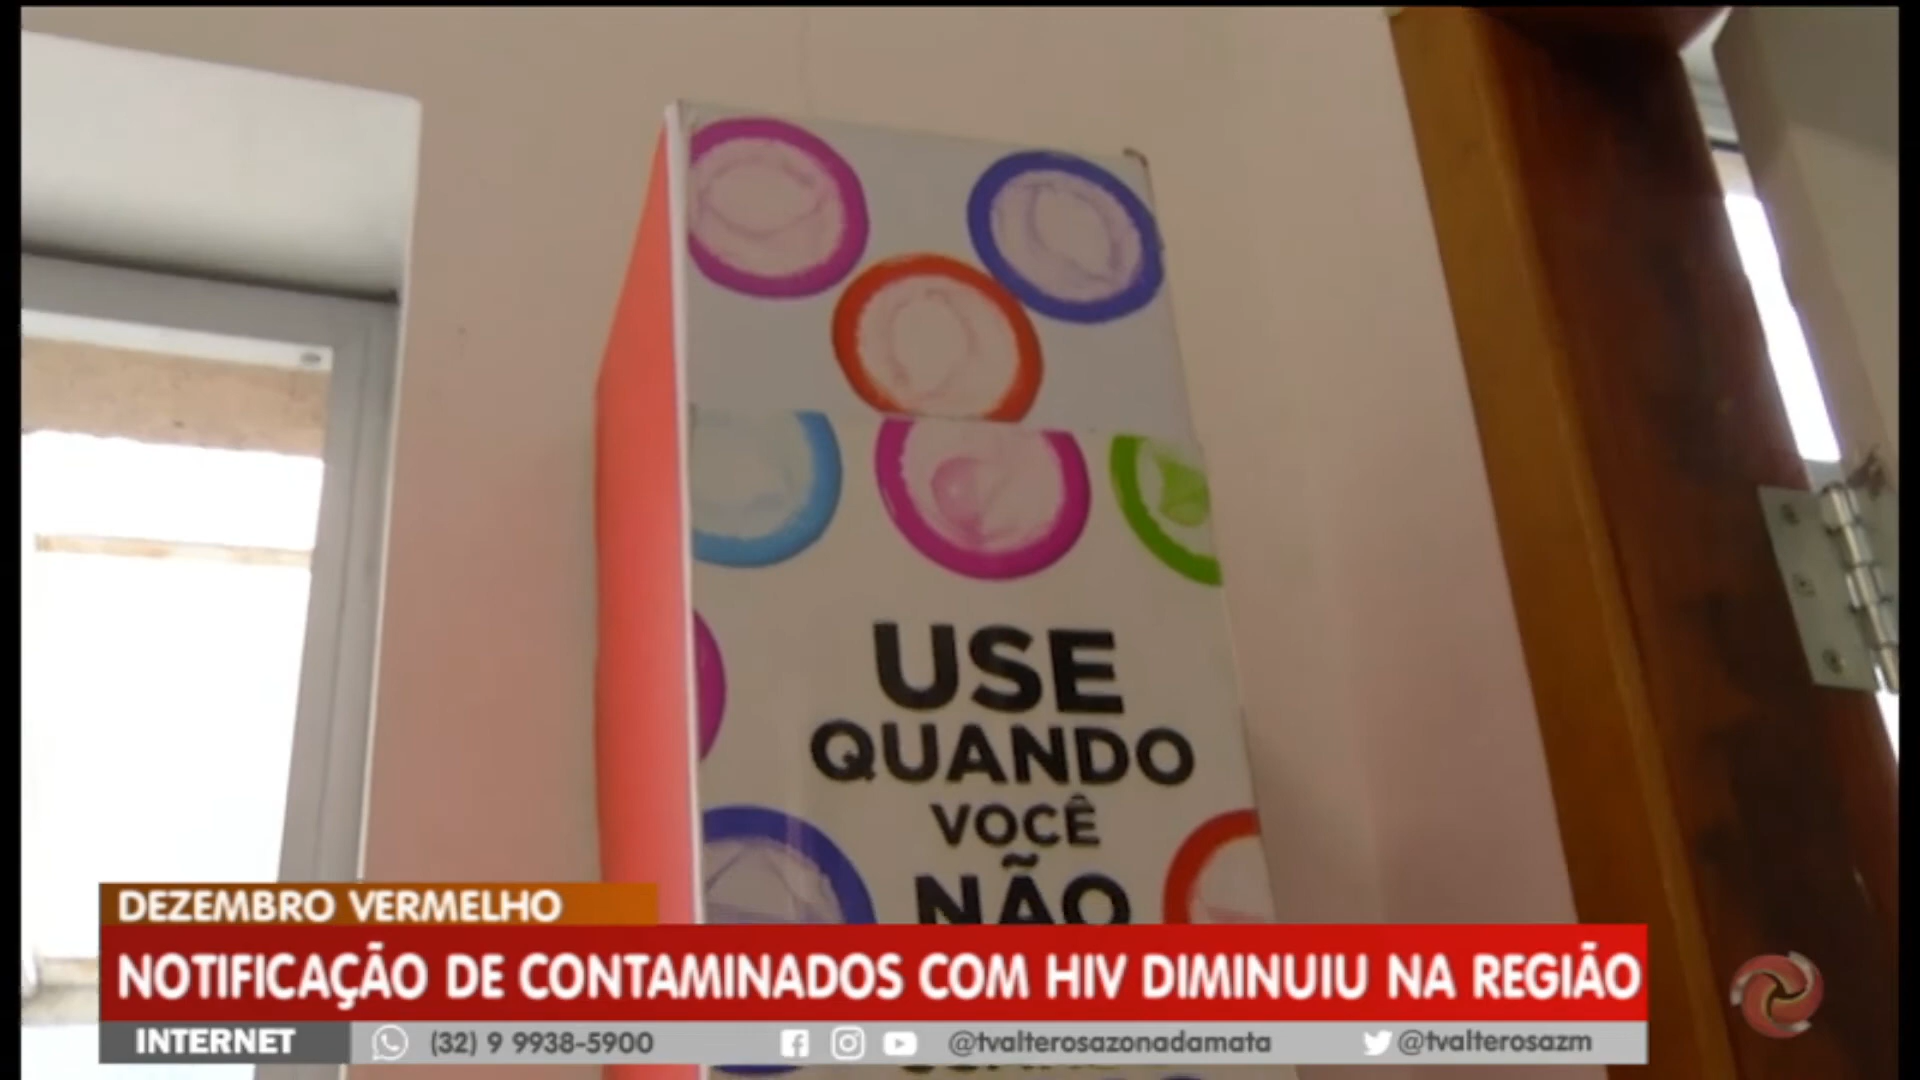 USE
QUANDO
VOCÊ
NÃO
DEZEMBRO VERMELHO
NOTIFICAÇÃO DE CONTAMINADOS COM HIV DIMINUIU NA REGIÃO
INTERNET (32) 9 9938-5900 @tvalterosazonadamata @tvalterosazm